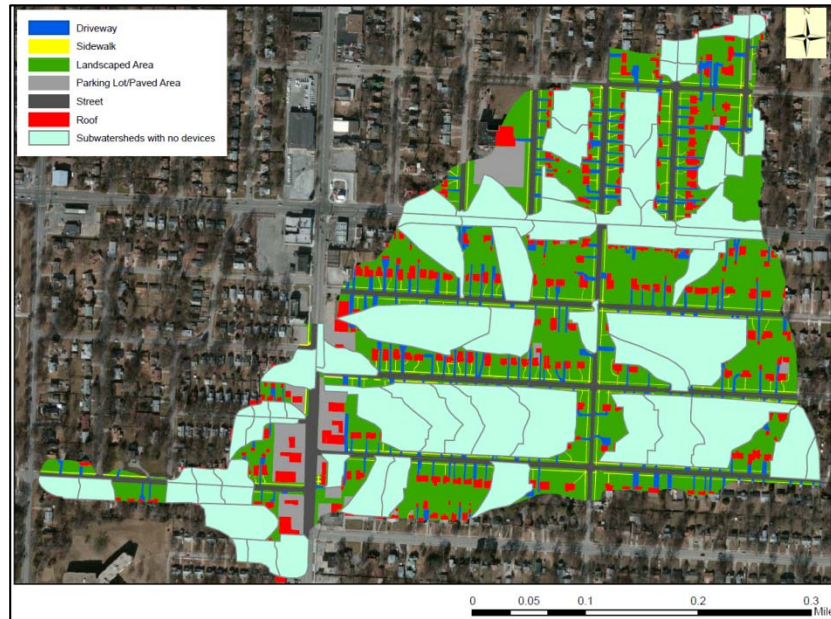 Driveway
Sidewalk
Landscaped Area
Parking Lot/Paved Area
Street
Roof
Subwatersheds with no devices
0 0.05 0.1 0.2 0.3